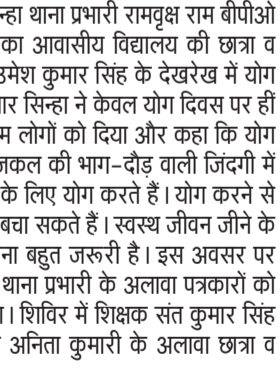 न्हा थाना प्रभारी रामवृक्ष राम बीपीओ
का आवासीय विद्यालय की छात्रा व
उमेश कुमार सिंह के देखरेख में योग
ार सिन्हा ने केवल योग दिवस पर हीं
म लोगों को दिया और कहा कि योग
जकल की भाग-दौड़ वाली जिंदगी में
के लिए योग करते हैं। योग करने से
बचा सकते हैं। स्वस्थ जीवन जीने के
ना बहुत जरूरी है। इस अवसर पर
थाना प्रभारी के अलावा पत्रकारों को
ा। शिविर में शिक्षक संत कुमार सिंह
अनिता कुमारी के अलावा छात्रा व